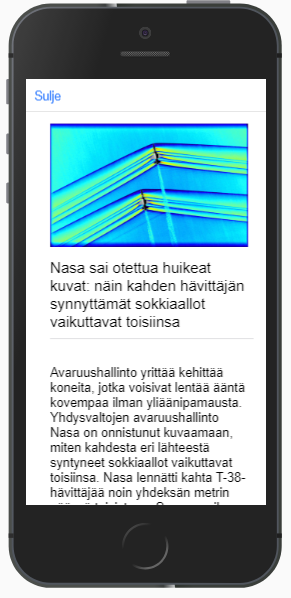 Sulje
Nasa sai otettua huikeat
kuvat: näin kahden hävittäjän
synnyttämät sokkiaallot
vaikuttavat toisiinsa
Avaruushallinto yrittää kehittää
koneita, jotka voisivat lentää ääntä
kovempaa ilman yliäänipamausta.
Yhdysvaltojen avaruushallinto
Nasa on onnistunut kuvaamaan,
miten kahdesta eri lähteestä
syntyneet sokkiaallot vaikuttavat
toisiinsa. Nasa lennätti kahta T-38-
hävittäjää noin yhdeksän metrin